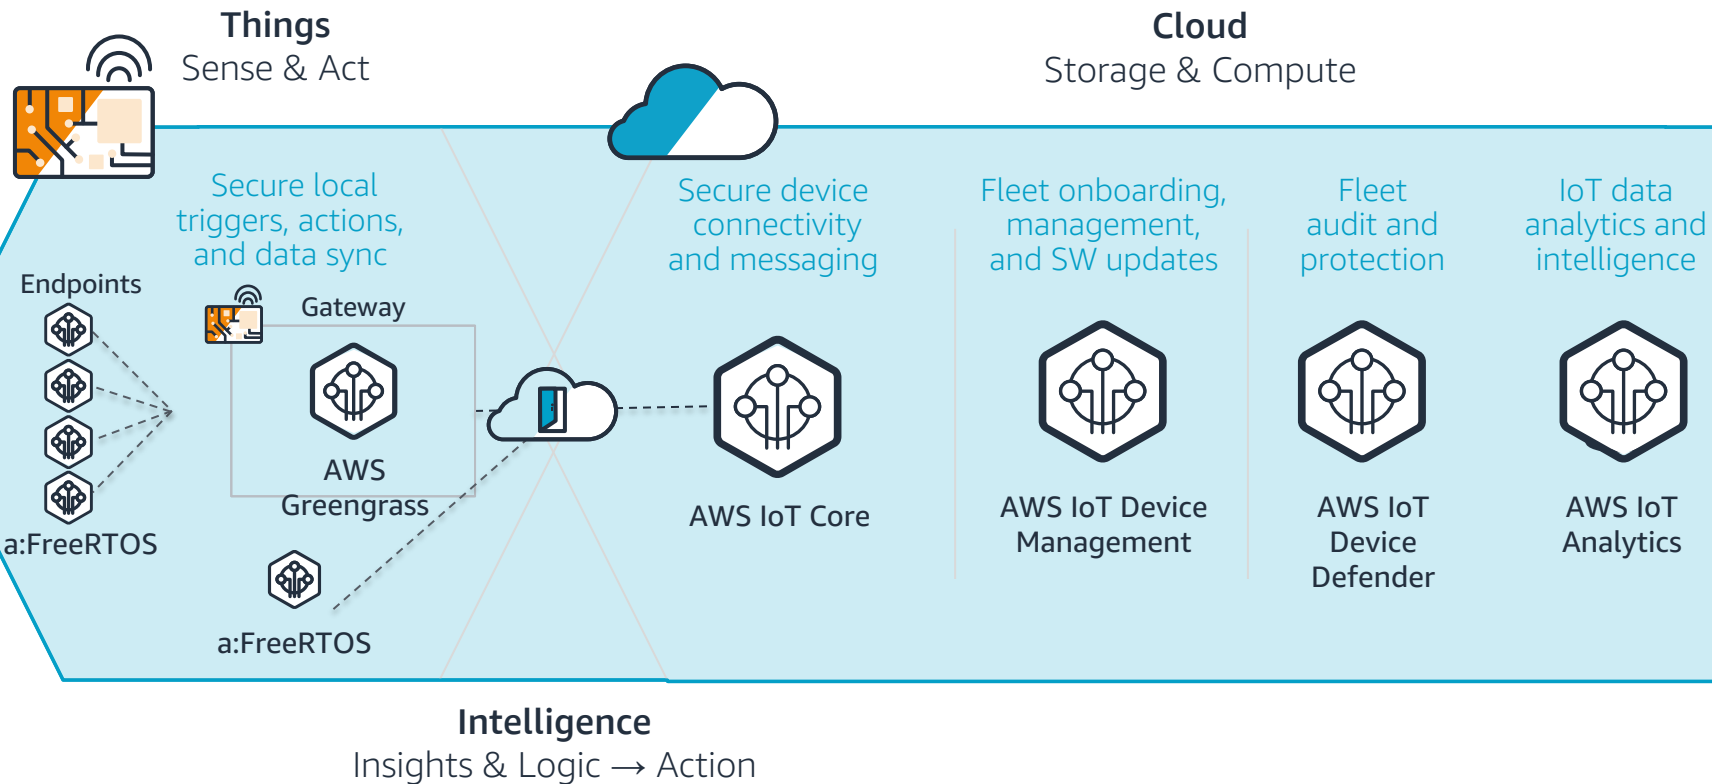 Things
Sense & Act
Cloud
Storage & Compute
Secure local
triggers, actions,
and data sync
Secure device
connectivity
and messaging
Fleet onboarding,
management,
and SW updates
Fleet
audit and
protection
IoT data
analytics and
intelligence
Endpoints
a:FreeRTOS
Gateway
AWS
Greengrass
a:FreeRTOS
AWS IoT Core
AWS IoT Device
Management
AWS IoT
Device
Defender
AWS IoT
Analytics
Intelligence
Insights & Logic → Action